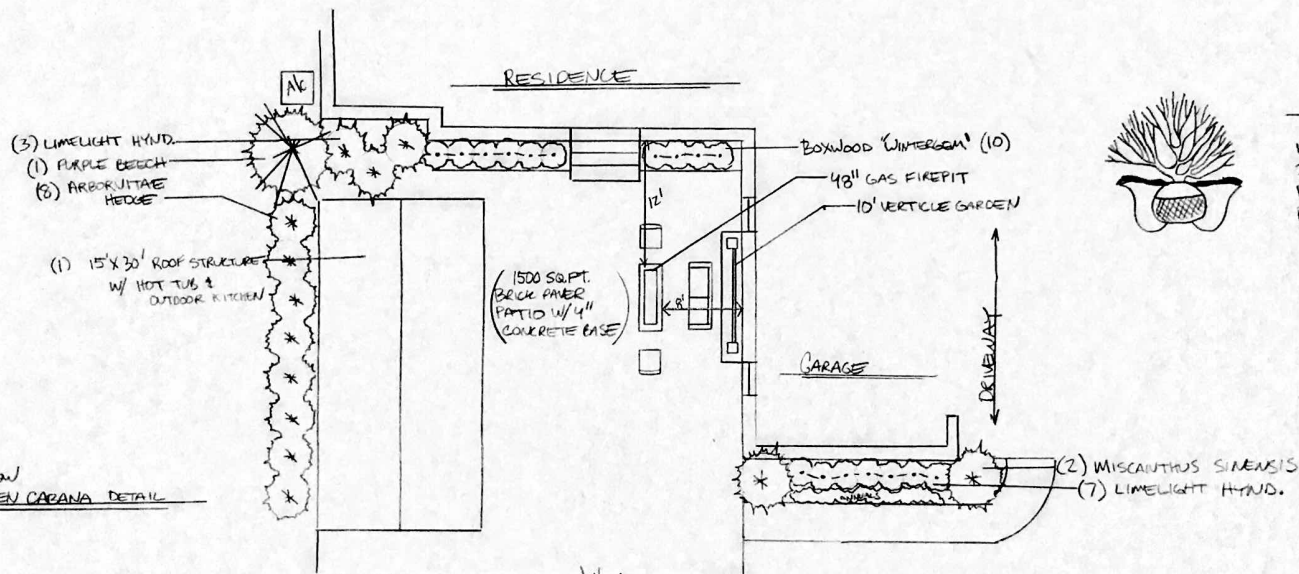 RESIDENCE
A/C
(3) LIMELIGHT HYND.
(1) PURPLE BEECH
(8) ARBORVITAE
HEDGE
(1) 15'X30' ROOF STRUCTURE
W/ HOT TUB &
OUTDOOR KITCHEN
BOXWOOD 'WINTERGEM' (10)
48" GAS FIREPIT
10' VERTICLE GARDEN
12'
8'
(1500 SQ.FT.
BRICK PAVER
PATIO W/4"
CONCRETE BASE)
GARAGE
DRIVEWAY
ANNUALS
(2) MISCANTHUS SINENSIS
(7) LIMELIGHT HYND.
CABANA DETAIL